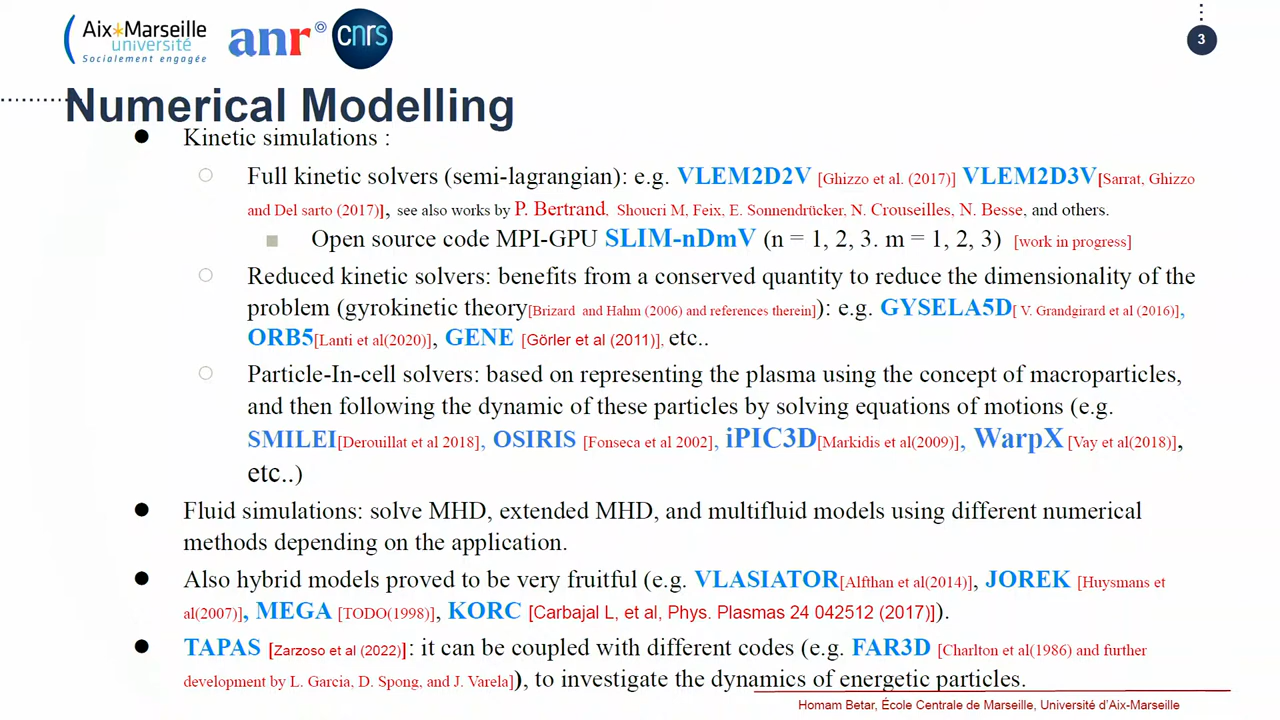 Aix*Marseille
université
Socialement engagée
anr©
cnrs
3
Numerical Modelling
● Kinetic simulations :
○ Full kinetic solvers (semi-lagrangian): e.g. VLEM2D2V [Ghizzo et al. (2017)] VLEM2D3V[Sarrat, Ghizzo
and Del sarto (2017)], see also works by P. Bertrand, Shoucri M, Feix, E. Sonnendrücker, N. Crouseilles, N. Besse, and others.
■ Open source code MPI-GPU SLIM-nDmV (n = 1, 2, 3. m = 1, 2, 3) [work in progress]
○ Reduced kinetic solvers: benefits from a conserved quantity to reduce the dimensionality of the
problem (gyrokinetic theory[Brizard and Hahm (2006) and references therein]): e.g. GYSELA5D[ V. Grandgirard et al (2016)],
ORB5[Lanti et al(2020)], GENE [Görler et al (2011)], etc..
○ Particle-In-cell solvers: based on representing the plasma using the concept of macroparticles,
and then following the dynamic of these particles by solving equations of motions (e.g.
SMILEI[Derouillat et al 2018], OSIRIS [Fonseca et al 2002], iPIC3D[Markidis et al(2009)], WarpX [Vay et al(2018)],
etc..)
● Fluid simulations: solve MHD, extended MHD, and multifluid models using different numerical
methods depending on the application.
● Also hybrid models proved to be very fruitful (e.g. VLASIATOR[Alfthan et al(2014)], JOREK [Huysmans et
al(2007)], MEGA [TODO(1998)], KORC [Carbajal L, et al, Phys. Plasmas 24 042512 (2017)]).
● TAPAS [Zarzoso et al (2022)]: it can be coupled with different codes (e.g. FAR3D [Charlton et al(1986) and further
development by L. Garcia, D. Spong, and J. Varela]), to investigate the dynamics of energetic particles.
Homam Betar, École Centrale de Marseille, Université d'Aix-Marseille